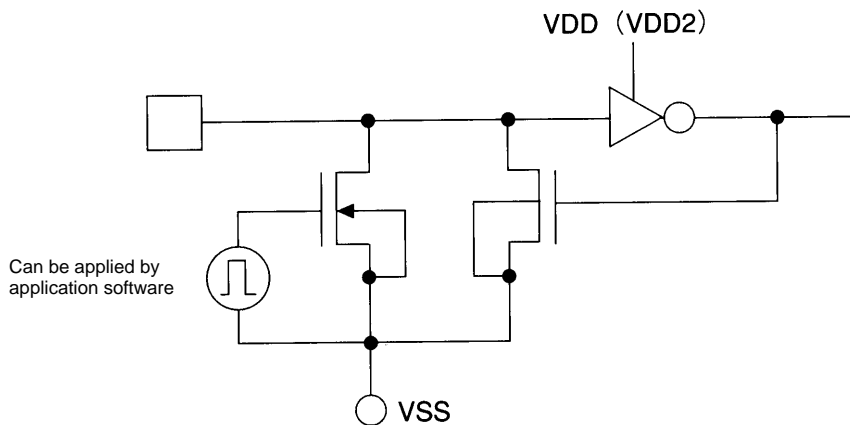 VDD (VDD2)
Can be applied by
application software
VSS